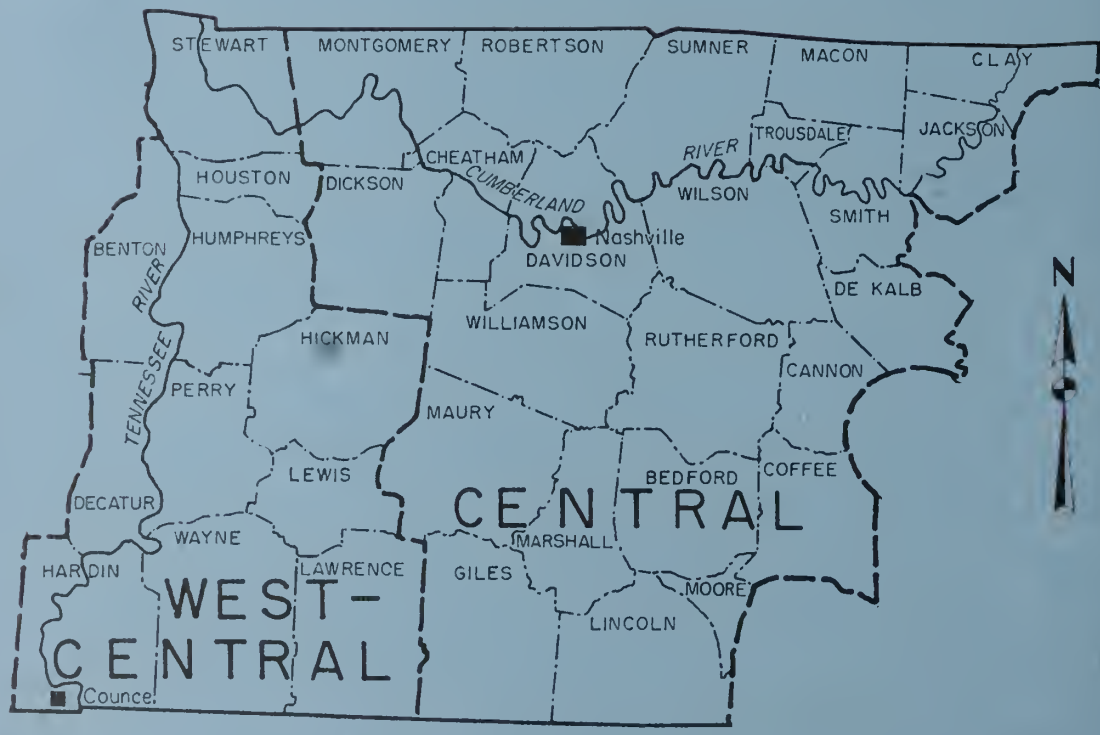 STEWART
MONTGOMERY
ROBERTSON
SUMNER
MACON
CLAY
TROUSDALE
JACKSON
CHEATHAM
HOUSTON
DICKSON
CUMBERLAND
RIVER
WILSON
SMITH
BENTON
HUMPHREYS
Nashville
DAVIDSON
DE KALB
N
TENNESSEE RIVER
HICKMAN
WILLIAMSON
RUTHERFORD
CANNON
PERRY
MAURY
LEWIS
BEDFORD
COFFEE
CENTRAL
DECATUR
WAYNE
MARSHALL
HARDIN
LAWRENCE
GILES
MOORE
WEST-
CENTRAL
LINCOLN
Counce